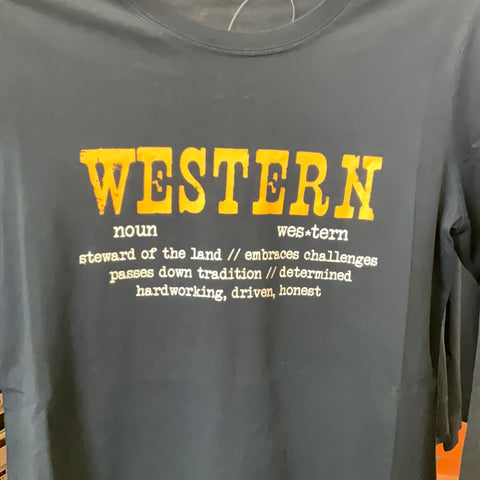 WESTERN
noun wes*tern
steward of the land // embraces challenges
passes down tradition // determined
hardworking, driven, honest